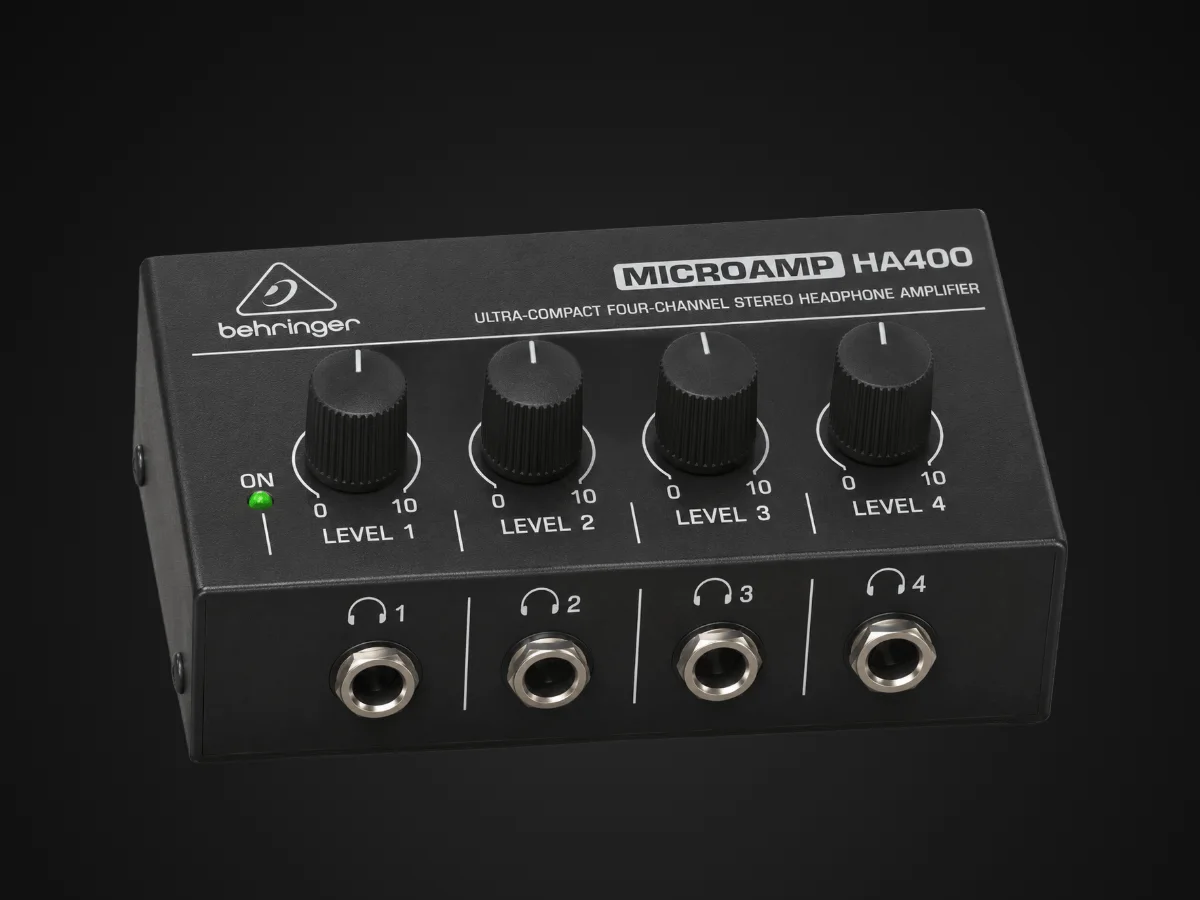 behringer
MICROAMP HA400
ULTRA-COMPACT FOUR-CHANNEL STEREO HEADPHONE AMPLIFIER
ON
0 10
LEVEL 1
0 10
LEVEL 2
0 10
LEVEL 3
0 10
LEVEL 4
1
2
3
4